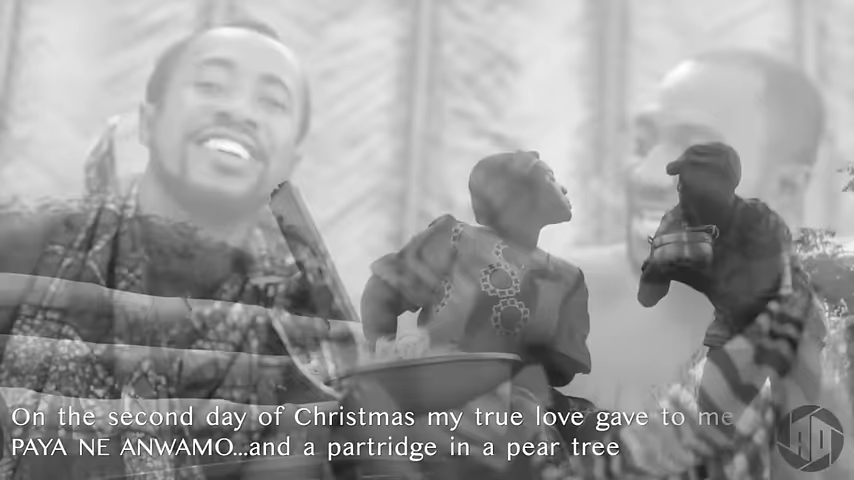 On the second day of Christmas my true love gave to me
PAYA NE ANWAMO...and a partridge in a pear tree